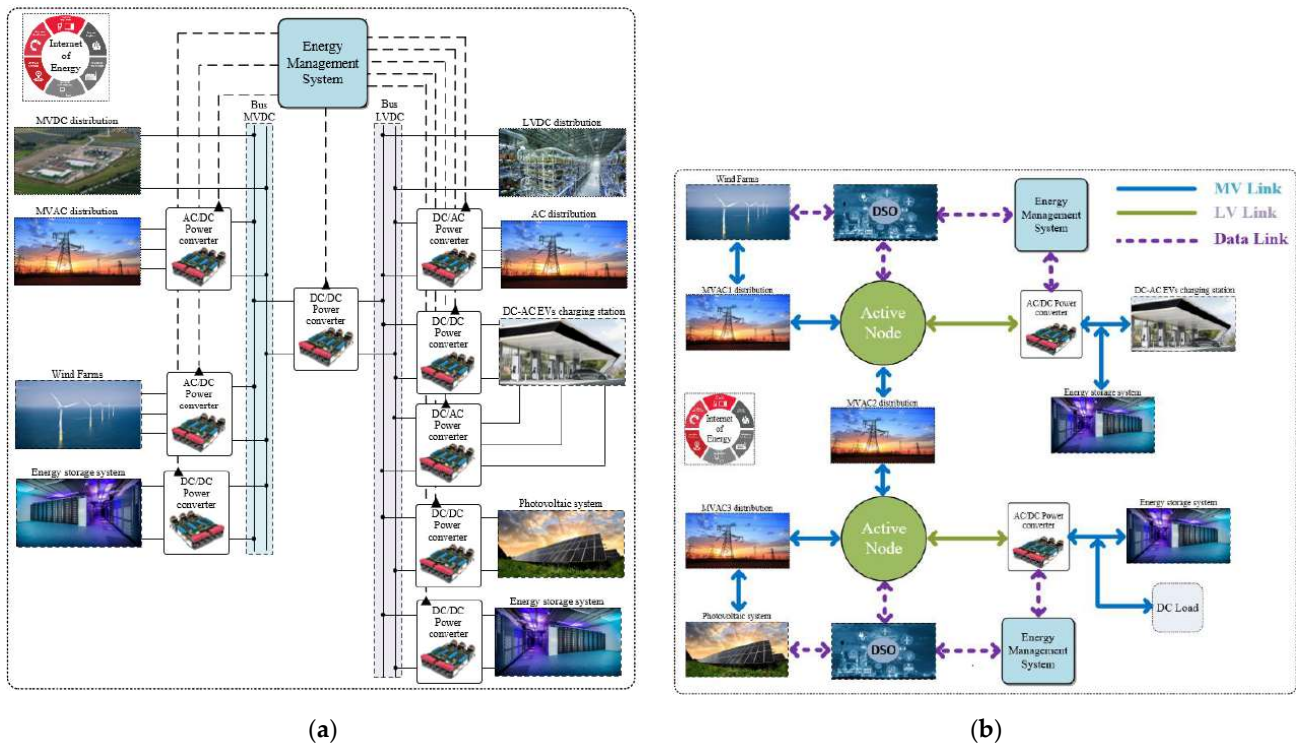 Internet
of
Energy
Energy
Management
System
Bus
MVDC
Bus
LVDC
MVDC distribution
LVDC distribution
MVAC distribution
AC/DC
Power
converter
DC/AC
Power
converter
AC distribution
DC/DC
Power
converter
DC/DC
Power
converter
DC-AC EVs charging station
Wind Farms
AC/DC
Power
converter
DC/AC
Power
converter
Energy storage system
DC/DC
Power
converter
DC/DC
Power
converter
Photovoltaic system
DC/DC
Power
converter
Energy storage system
(a)
Wind Farms
DSO
Energy
Management
System
MV Link
LV Link
Data Link
MVAC1 distribution
Active
Node
AC/DC Power
converter
DC-AC EVs charging station
Internet
of
Energy
MVAC2 distribution
Energy storage system
MVAC3 distribution
Active
Node
AC/DC Power
converter
Energy storage system
DC Load
Photovoltaic system
DSO
Energy
Management
System
(b)